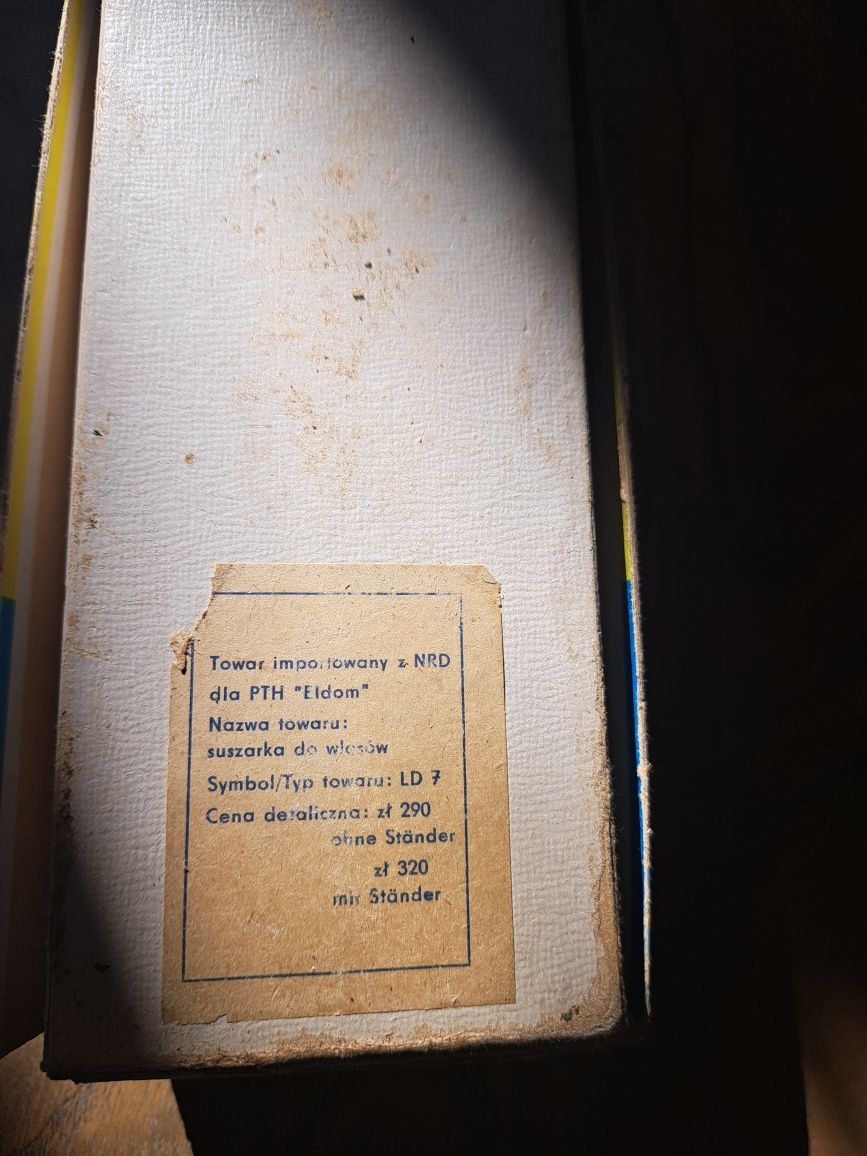 Towar importowany z NRD
dla PTH "Eldom"
Nazwa towaru:
suszarka do włosów
Symbol/Typ towaru: LD 7
Cena detaliczna: zł 290
ohne Ständer
zł 320
mit Ständer